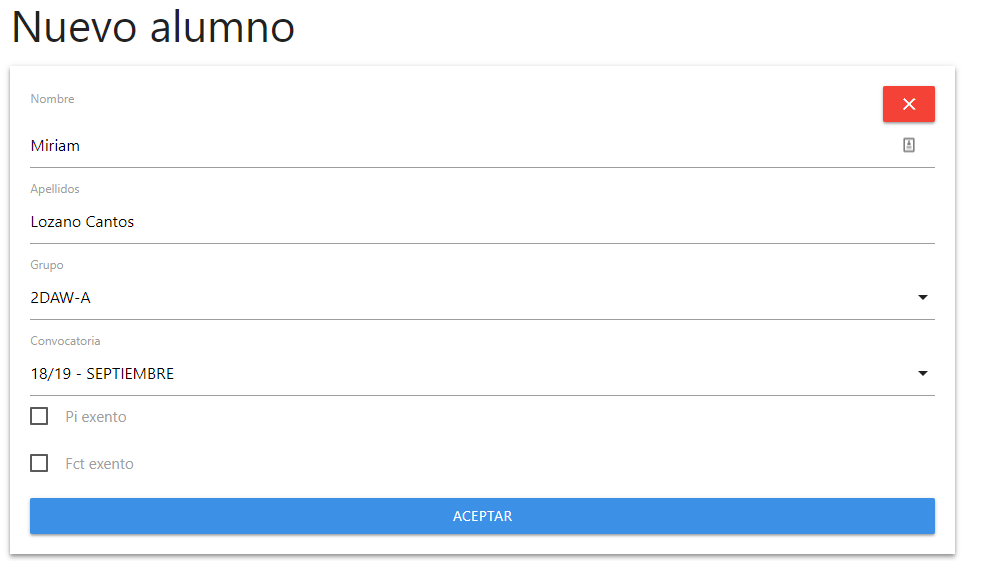 Nuevo alumno
Nombre
Miriam
Apellidos
Lozano Cantos
Grupo
2DAW-A
Convocatoria
18/19 - SEPTIEMBRE
Pi exento
Fct exento
ACEPTAR